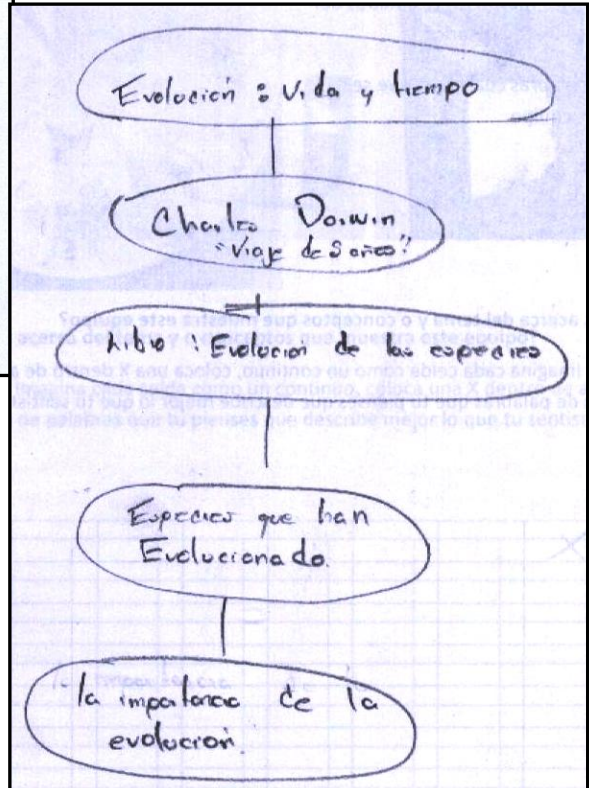 Evolución : Vida y tiempo
Charles Darwin
"Viaje de 5 años"
Libro : Evolucion de las especies
Especies que han
Evolucionado.
la importancia de la
evolución.